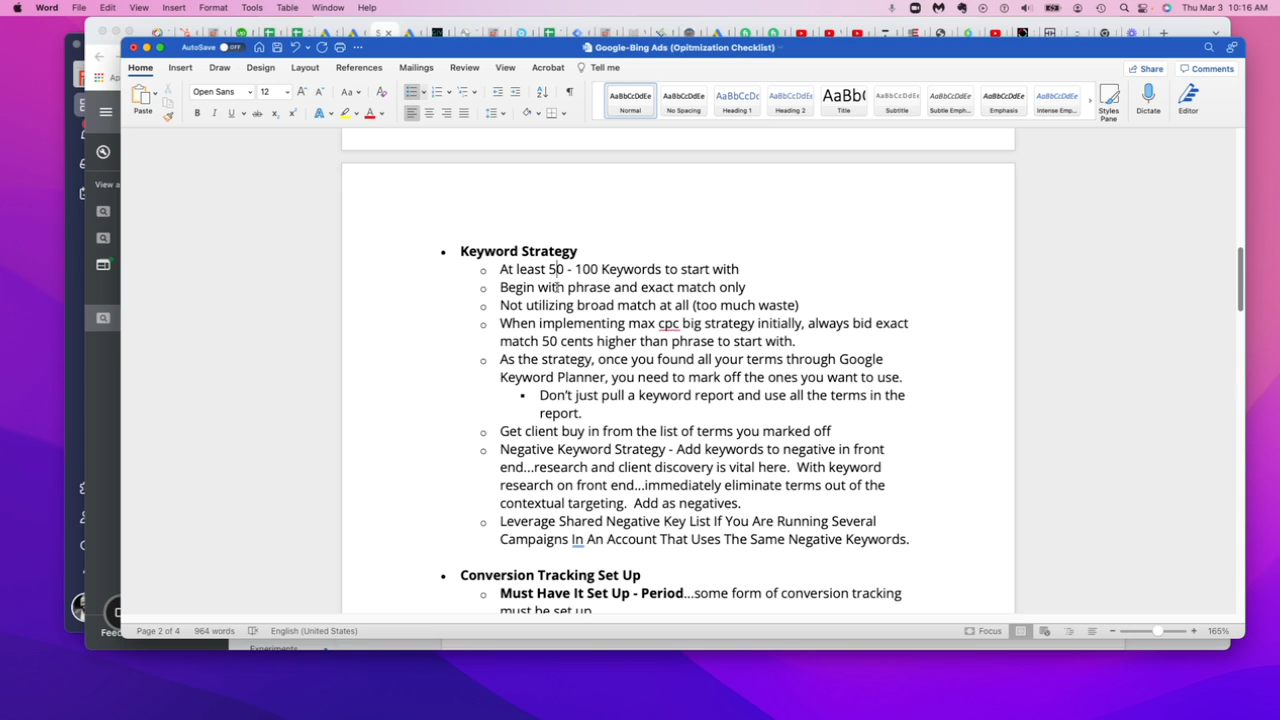 Word File Edit View Insert Format Tools Table Window Help Thu Mar 3 10:16 AM
AutoSave OFF Google-Bing Ads (Opitmization Checklist)
Home Insert Draw Design Layout References Mailings Review View Acrobat Tell me Share Comments
Paste Open Sans 12 Aa
AaBbCcDdEe AaBbCcDdEe AaBbCcDc AaBbCcDdEe AaBb( AaBbCcDdEe AaBbCcDdEe AaBbCcDdEe AaBbCcDdEe
Normal No Spacing Heading 1 Heading 2 Title Subtitle Subtle Emph... Emphasis Intense Emp... Styles Pane Dictate Editor
View a
• Keyword Strategy
o At least 50 - 100 Keywords to start with
o Begin with phrase and exact match only
o Not utilizing broad match at all (too much waste)
o When implementing max cpc big strategy initially, always bid exact
match 50 cents higher than phrase to start with.
o As the strategy, once you found all your terms through Google
Keyword Planner, you need to mark off the ones you want to use.
▪ Don't just pull a keyword report and use all the terms in the
report.
o Get client buy in from the list of terms you marked off
o Negative Keyword Strategy - Add keywords to negative in front
end...research and client discovery is vital here. With keyword
research on front end...immediately eliminate terms out of the
contextual targeting. Add as negatives.
o Leverage Shared Negative Key List If You Are Running Several
Campaigns In An Account That Uses The Same Negative Keywords.
• Conversion Tracking Set Up
o Must Have It Set Up - Period...some form of conversion tracking
must be set up
Page 2 of 4 964 words English (United States) Focus 165%
Experiments